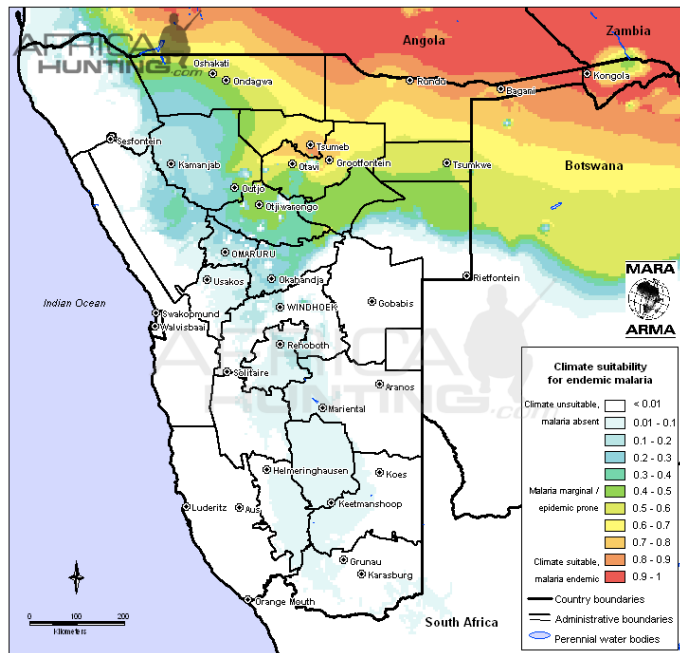 AFRICA
HUNTING.com
Angola
Zambia
Oshakati
Ondagwa
Rundu
Bagani
Kongola
Sesfontein
Kamanjab
Tsumeb
Otavi
Grootfontein
Tsumkwe
Botswana
Outjo
Otjiwarongo
OMARURU
Usakos
Okabandja
Rietfontein
MARA
ARMA
Indian Ocean
Swakopmund
Walvisbaai
WINDHOEK
Gobabis
Rehoboth
Solitaire
Aranos
Mariental
AFRICA
HUNTING.com
Helmeringhausen
Koes
Keetmanshoop
Luderitz
Aus
Grunau
Karasburg
Orange Mouth
South Africa
0 100 200
Kilometers
Climate suitability
for endemic malaria
Climate unsuitable, < 0.01
malaria absent 0.01 - 0.1
0.1 - 0.2
0.2 - 0.3
0.3 - 0.4
Malaria marginal / 0.4 - 0.5
epidemic prone 0.5 - 0.6
0.6 - 0.7
0.7 - 0.8
Climate suitable, 0.8 - 0.9
malaria endemic 0.9 - 1
Country boundaries
Administrative boundaries
Perennial water bodies